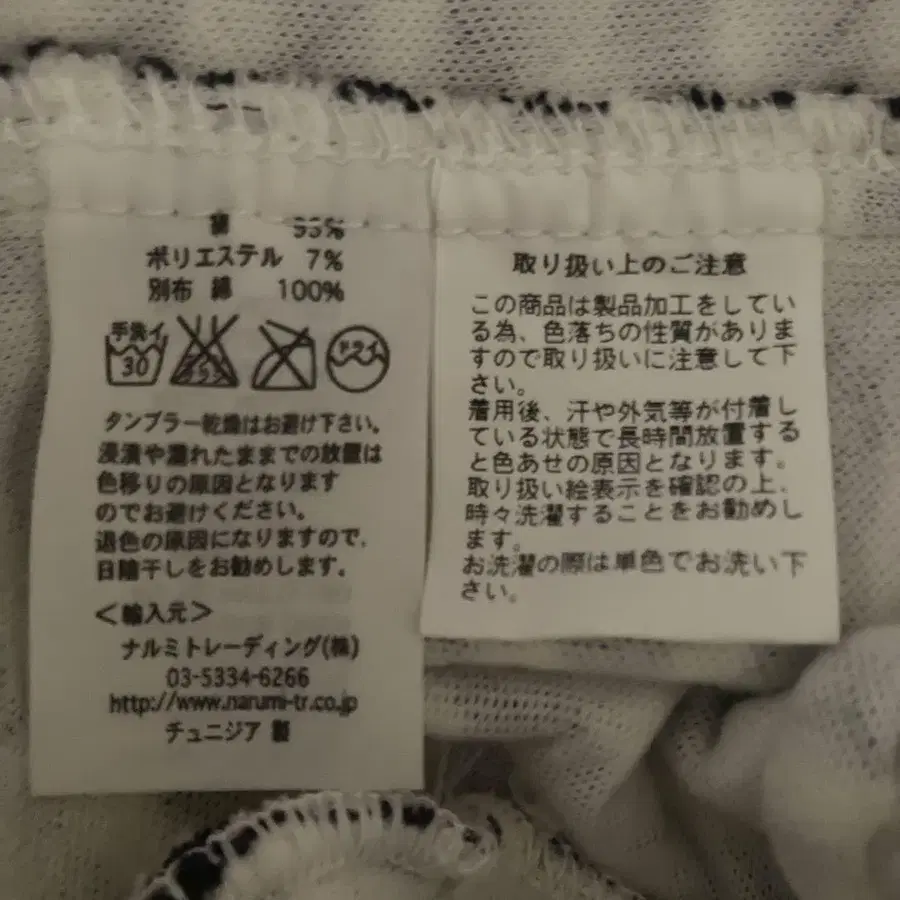 綿 93%
ポリエステル 7%
別布 綿 100%
手洗イ
30
エンソ
サラシ
ドライ
タンブラー乾燥はお避け下さい。
浸漬や濡れたままでの放置は
色移りの原因となります
のでお避けください。
退色の原因になりますので、
日陰干しをお勧めします。
＜輸入元＞
ナルミトレーディング(株)
03-5334-6266
http://www.narumi-tr.co.jp
チュニジア 製
取り扱い上のご注意
この商品は製品加工をしてい
る為、色落ちの性質がありま
すので取り扱いに注意して下
さい。
着用後、汗や外気等が付着し
ている状態で長時間放置する
と色あせの原因となります。
取り扱い絵表示を確認の上、
時々洗濯することをお勧めし
ます。
お洗濯の際は単色でお洗い下
さい。